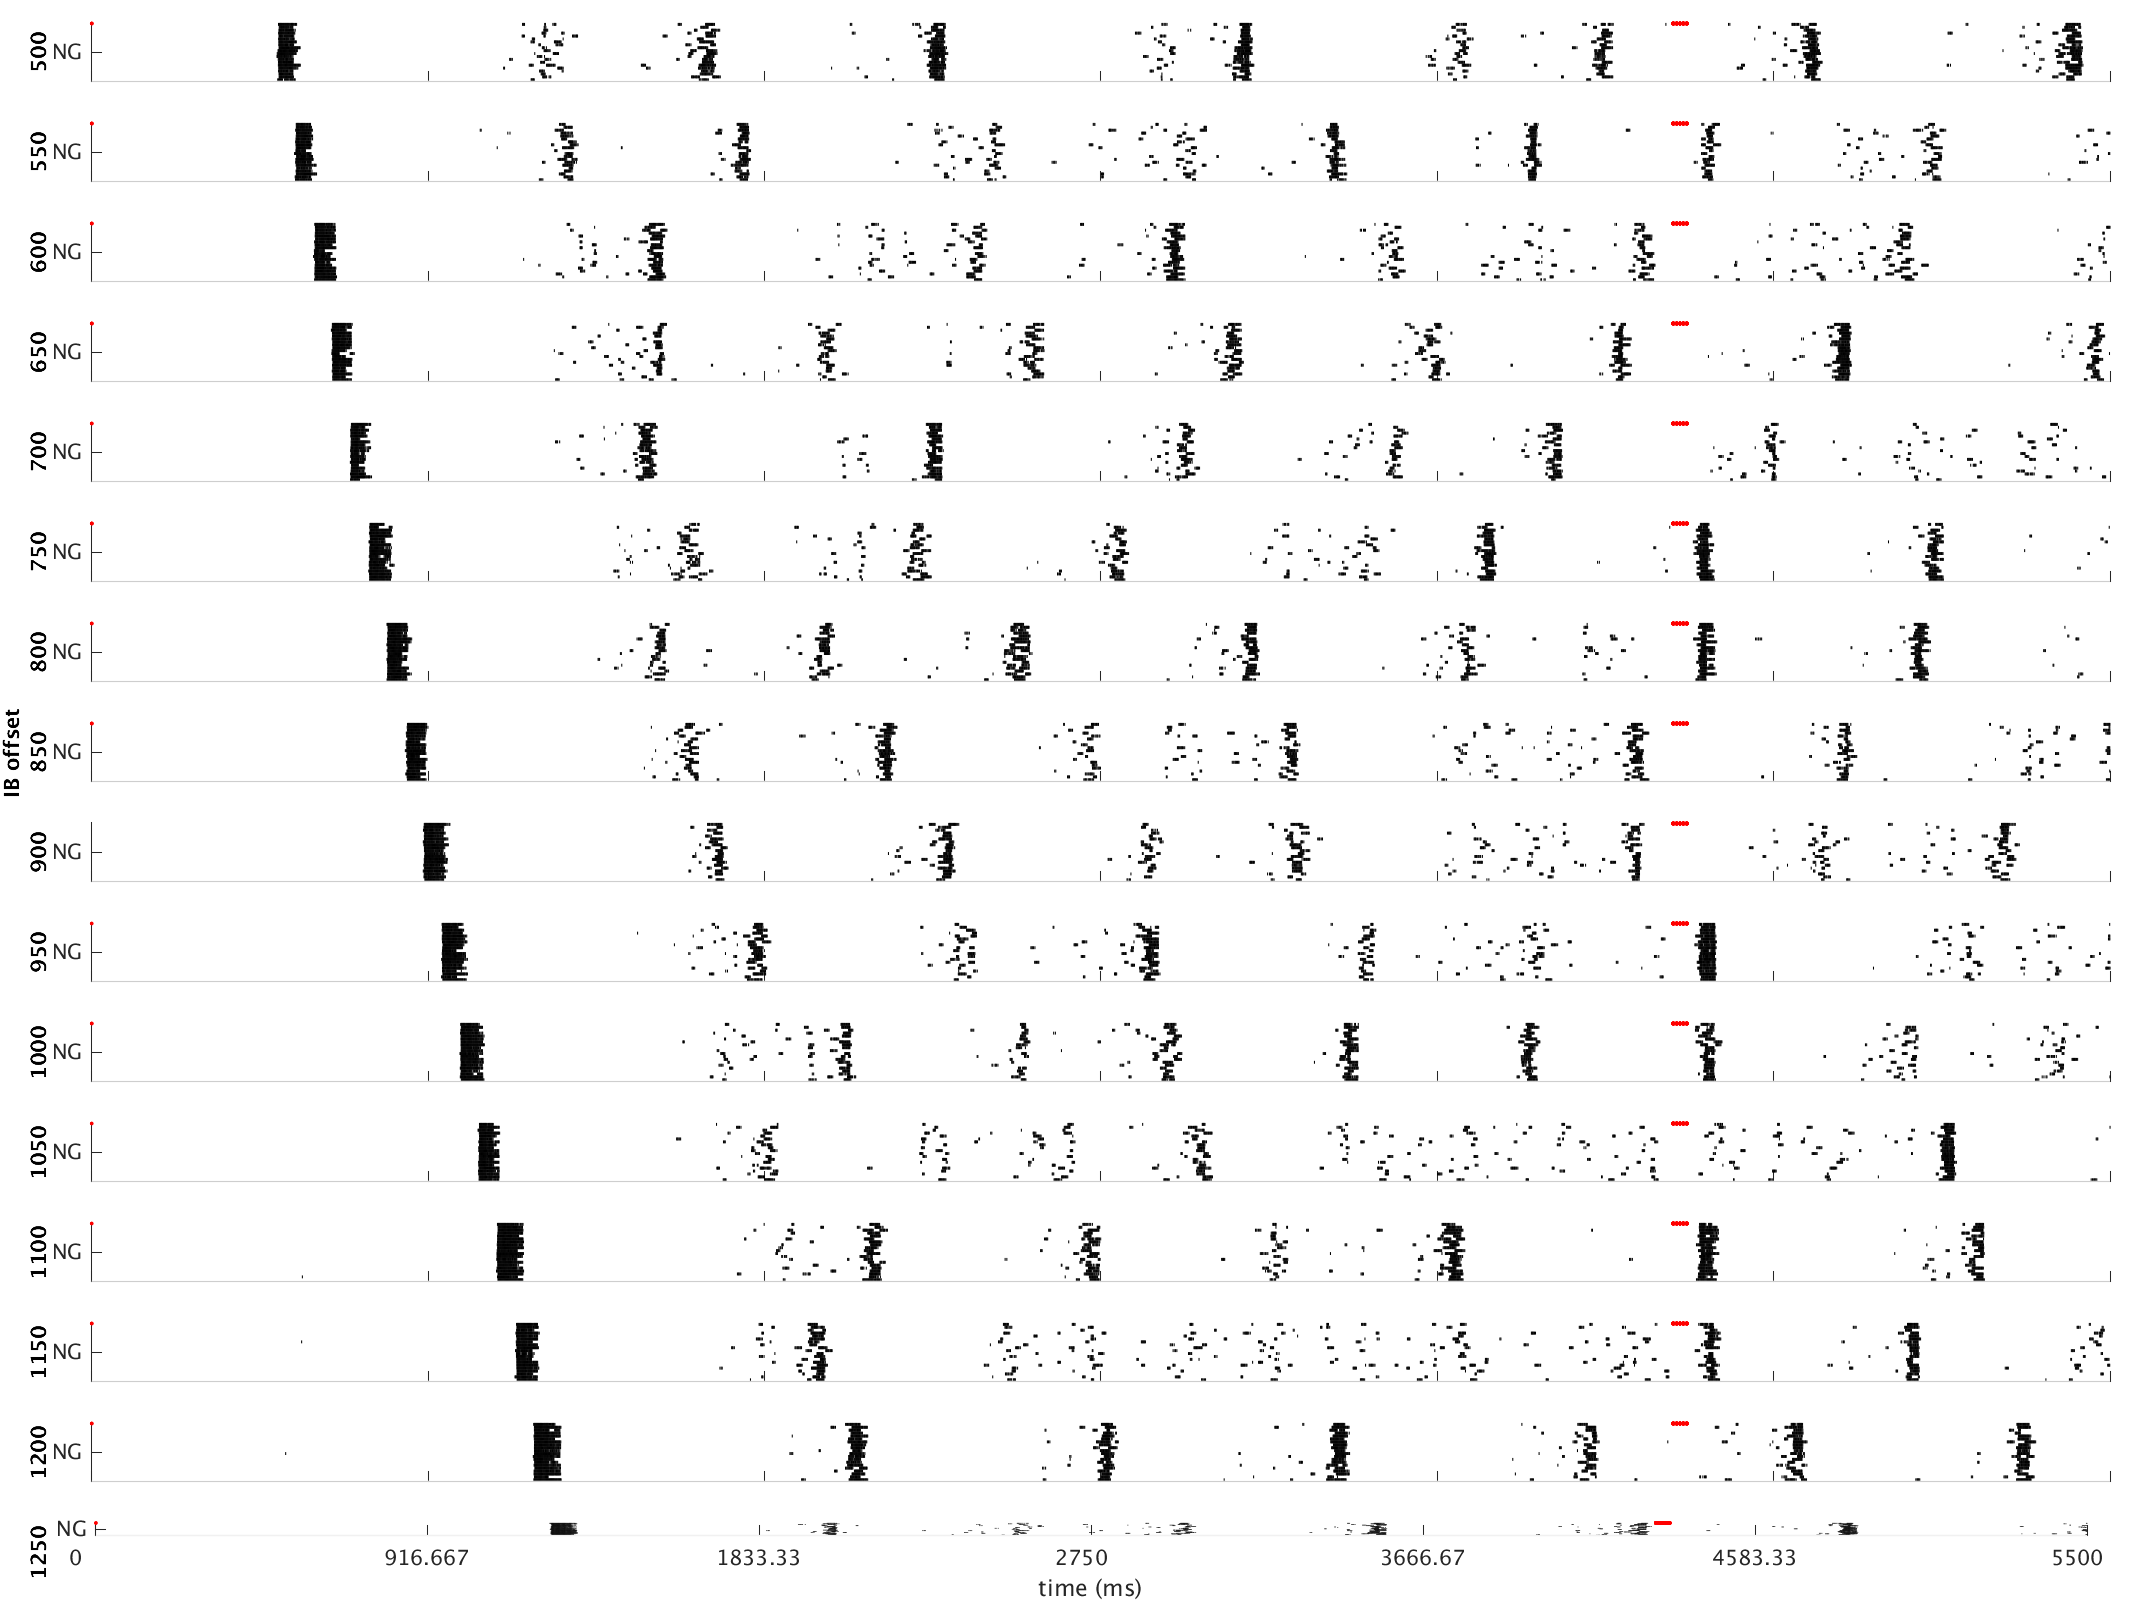 IB offset
500 NG
550 NG
600 NG
650 NG
700 NG
750 NG
800 NG
850 NG
900 NG
950 NG
1000 NG
1050 NG
1100 NG
1150 NG
1200 NG
1250 NG
0 916.667 1833.33 2750 3666.67 4583.33 5500
time (ms)